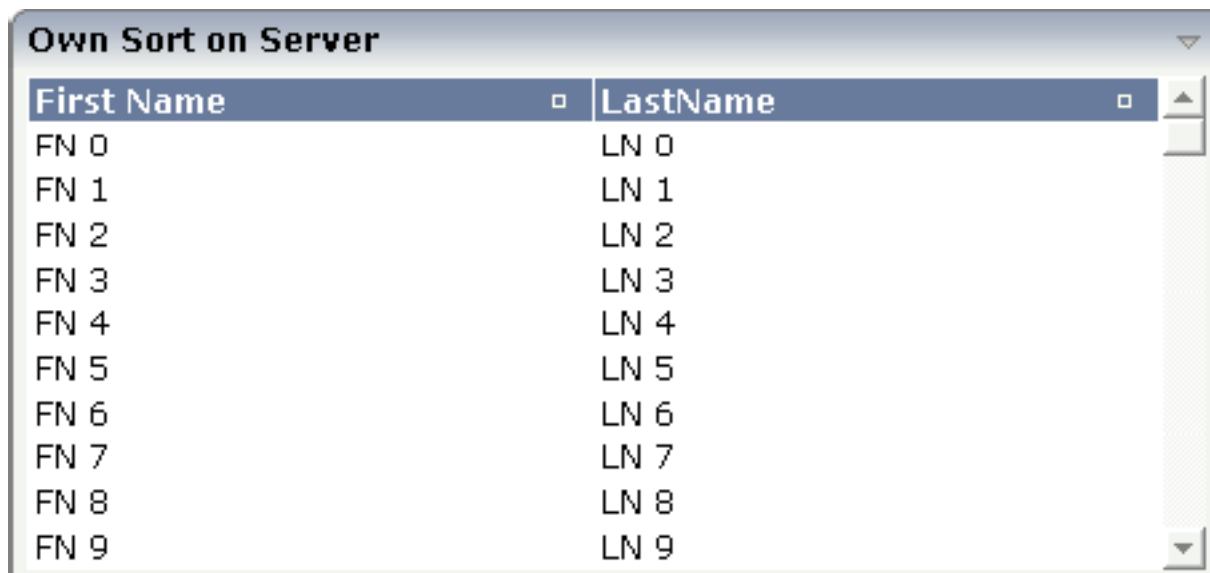 Own Sort on Server
First Name LastName
FN 0 LN 0
FN 1 LN 1
FN 2 LN 2
FN 3 LN 3
FN 4 LN 4
FN 5 LN 5
FN 6 LN 6
FN 7 LN 7
FN 8 LN 8
FN 9 LN 9